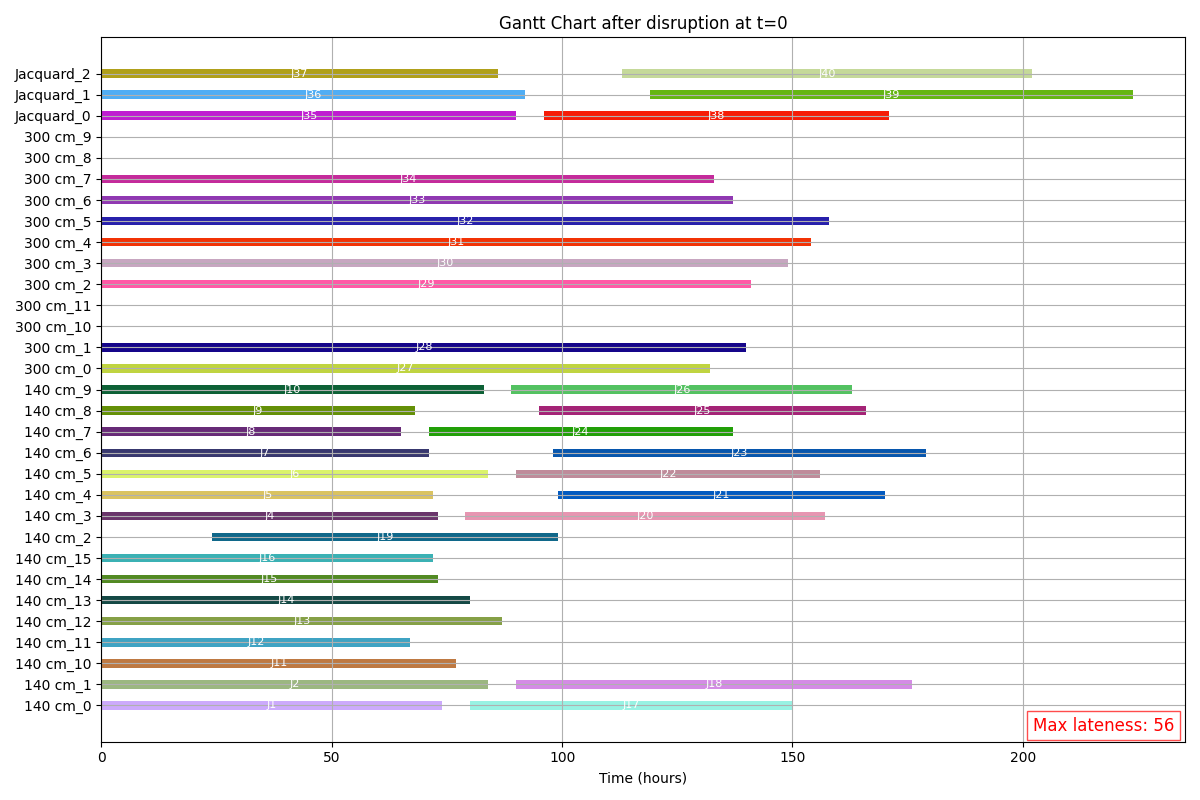 Gantt Chart after disruption at t=0
Jacquard_2 J37 J40
Jacquard_1 J36 J39
Jacquard_0 J35 J38
300 cm_9
300 cm_8
300 cm_7 J34
300 cm_6 J33
300 cm_5 J32
300 cm_4 J31
300 cm_3 J30
300 cm_2 J29
300 cm_11
300 cm_10
300 cm_1 J28
300 cm_0 J27
140 cm_9 J10 J26
140 cm_8 J9 J25
140 cm_7 J8 J24
140 cm_6 J7 J23
140 cm_5 J6 J22
140 cm_4 J5 J21
140 cm_3 J4 J20
140 cm_2 J19
140 cm_15 J16
140 cm_14 J15
140 cm_13 J14
140 cm_12 J13
140 cm_11 J12
140 cm_10 J11
140 cm_1 J2 J18
140 cm_0 J1 J17
Max lateness: 56
0 50 100 150 200
Time (hours)